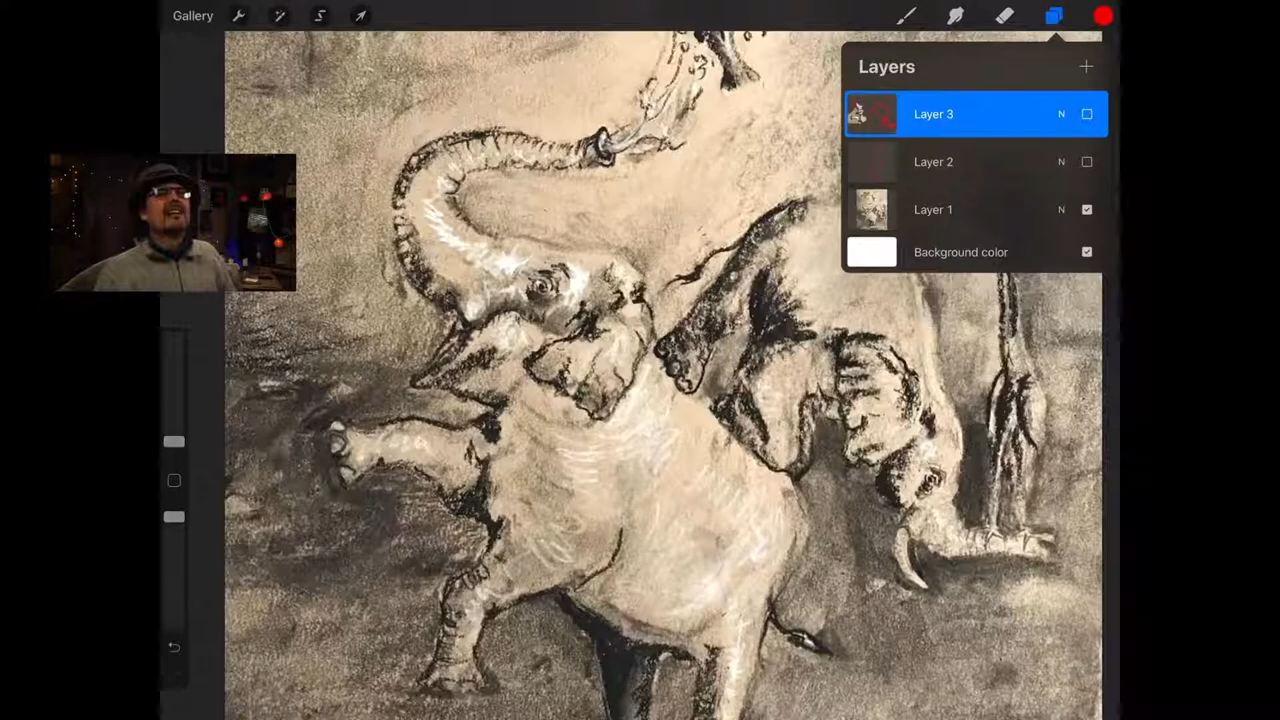 Gallery
Layers
Layer 3 N
Layer 2 N
Layer 1 N
Background color